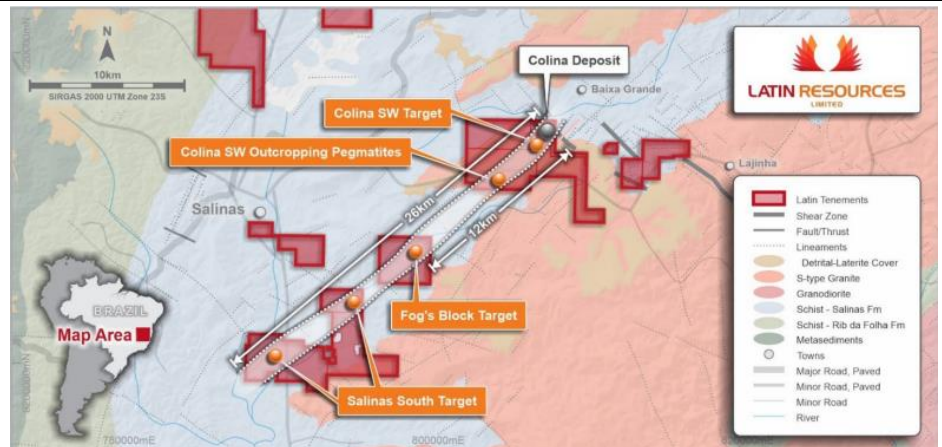 N
10km
SIRGAS 2000 UTM Zone 23S
Colina Deposit
Baixa Grande
LATIN RESOURCES
LIMITED
Colina SW Target
Colina SW Outcropping Pegmatites
Lajinha
Salinas
26km
12km
Latin Tenements
Shear Zone
Fault/Thrust
Lineaments
Detrital-Laterite Cover
S-type Granite
Granodiorite
Schist - Salinas Fm
Schist - Rib da Folha Fm
Metasediments
Towns
Major Road, Paved
Minor Road, Paved
Minor Road
River
BRAZIL
Map Area
Fog's Block Target
Salinas South Target
750000mE
800000mE